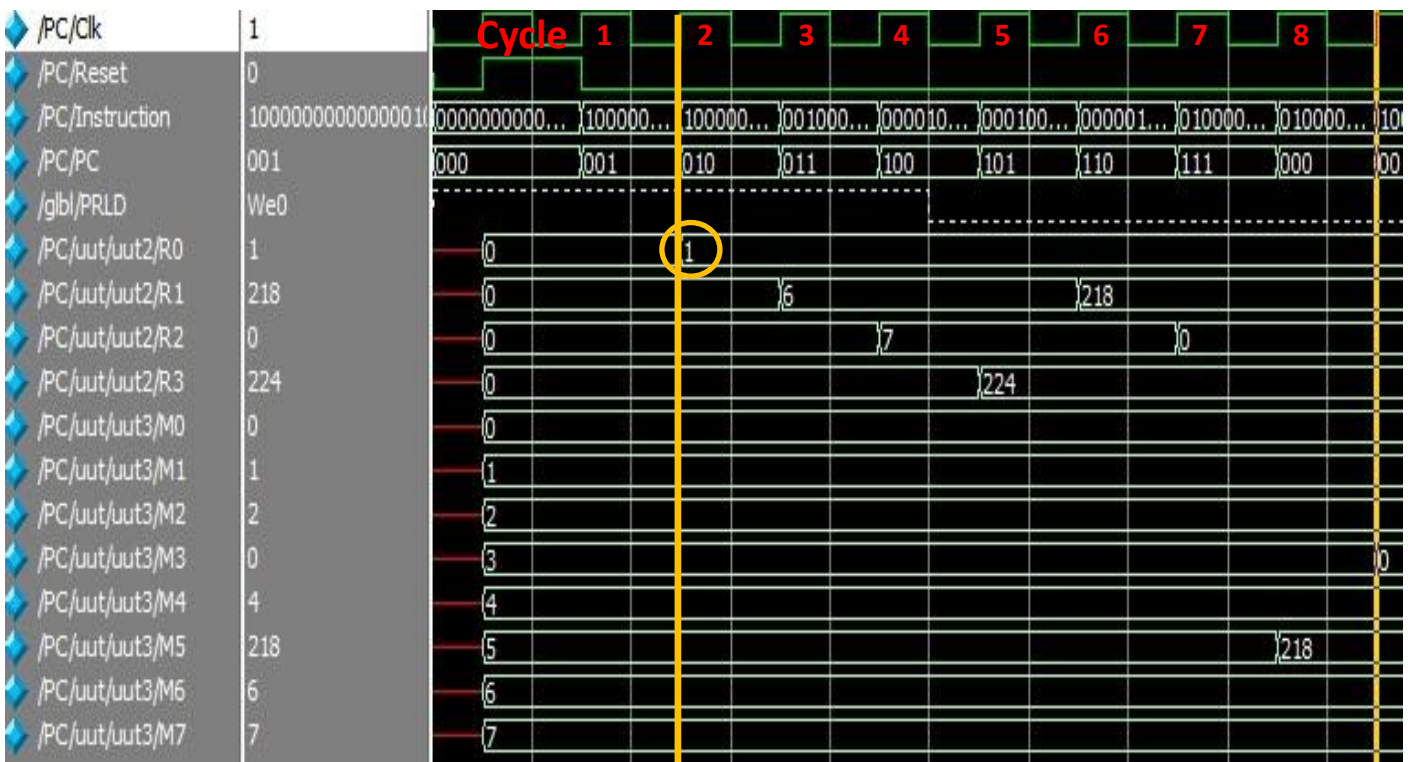 /PC/Clk 1 Cycle 1 2 3 4 5 6 7 8
/PC/Reset 0
/PC/Instruction 10000000000000010 0000000000... 100000... 100000... 001000... 000010... 000100... 000001... 010000... 010000... 10
/PC/PC 001 000 001 010 011 100 101 110 111 000 00
/glbl/PRLD We0
/PC/uut/uut2/R0 1 0 1
/PC/uut/uut2/R1 218 0 6 218
/PC/uut/uut2/R2 0 0 7 0
/PC/uut/uut2/R3 224 0 224
/PC/uut/uut3/M0 0 0
/PC/uut/uut3/M1 1 1
/PC/uut/uut3/M2 2 2
/PC/uut/uut3/M3 0 3 0
/PC/uut/uut3/M4 4 4
/PC/uut/uut3/M5 218 5 218
/PC/uut/uut3/M6 6 6
/PC/uut/uut3/M7 7 7